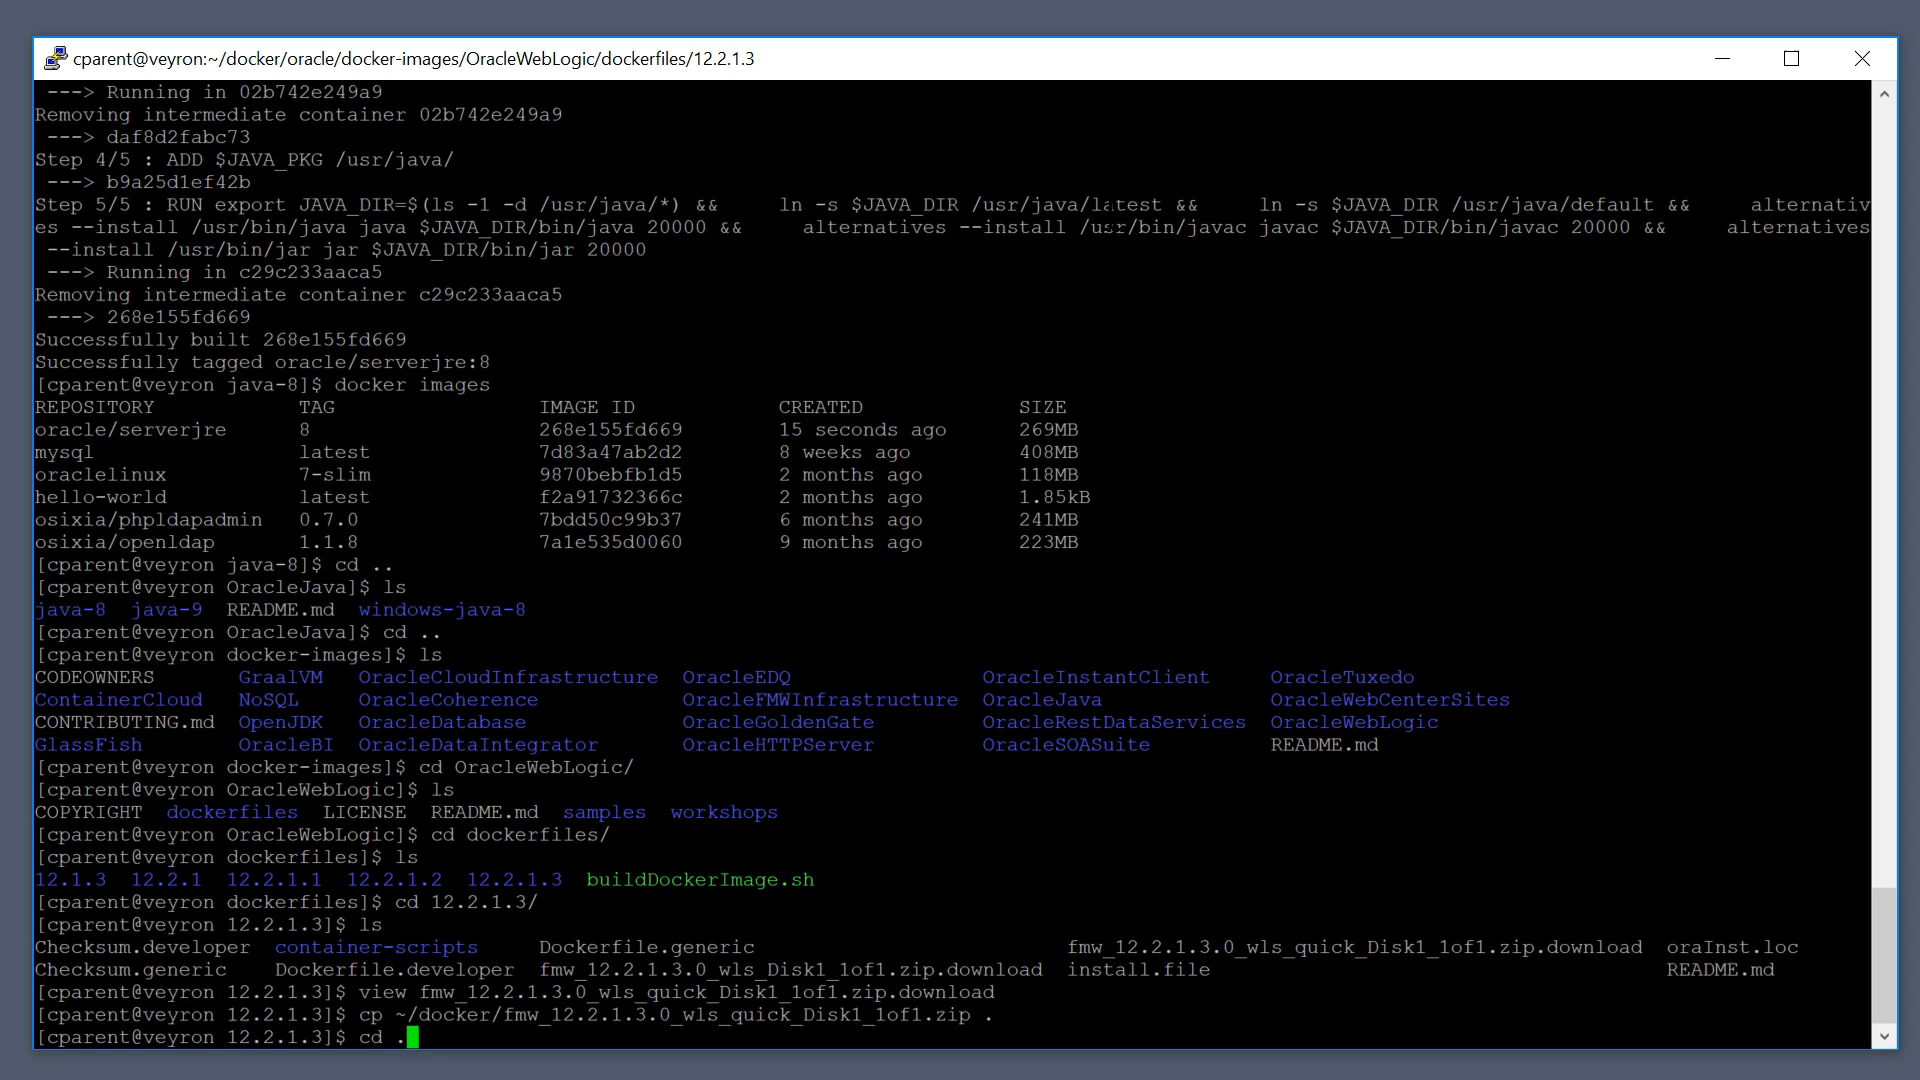 cparent@veyron:~/docker/oracle/docker-images/OracleWebLogic/dockerfiles/12.2.1.3
 ---> Running in 02b742e249a9
Removing intermediate container 02b742e249a9
 ---> daf8d2fabc73
Step 4/5 : ADD $JAVA_PKG /usr/java/
 ---> b9a25d1ef42b
Step 5/5 : RUN export JAVA_DIR=$(ls -1 -d /usr/java/*) &&     ln -s $JAVA_DIR /usr/java/latest &&     ln -s $JAVA_DIR /usr/java/default &&     alternativ
es --install /usr/bin/java java $JAVA_DIR/bin/java 20000 &&     alternatives --install /usr/bin/javac javac $JAVA_DIR/bin/javac 20000 &&     alternatives
 --install /usr/bin/jar jar $JAVA_DIR/bin/jar 20000
 ---> Running in c29c233aaca5
Removing intermediate container c29c233aaca5
 ---> 268e155fd669
Successfully built 268e155fd669
Successfully tagged oracle/serverjre:8
[cparent@veyron java-8]$ docker images
REPOSITORY            TAG                 IMAGE ID            CREATED             SIZE
oracle/serverjre      8                   268e155fd669        15 seconds ago      269MB
mysql                 latest              7d83a47ab2d2        8 weeks ago         408MB
oraclelinux           7-slim              9870bebfb1d5        2 months ago        118MB
hello-world           latest              f2a91732366c        2 months ago        1.85kB
osixia/phpldapadmin   0.7.0               7bdd50c99b37        6 months ago        241MB
osixia/openldap       1.1.8               7a1e535d0060        9 months ago        223MB
[cparent@veyron java-8]$ cd ..
[cparent@veyron OracleJava]$ ls
java-8  java-9  README.md  windows-java-8
[cparent@veyron OracleJava]$ cd ..
[cparent@veyron docker-images]$ ls
CODEOWNERS       GraalVM   OracleCloudInfrastructure  OracleEDQ                OracleInstantClient     OracleTuxedo
ContainerCloud   NoSQL     OracleCoherence            OracleFMWInfrastructure  OracleJava              OracleWebCenterSites
CONTRIBUTING.md  OpenJDK   OracleDatabase             OracleGoldenGate         OracleRestDataServices  OracleWebLogic
GlassFish        OracleBI  OracleDataIntegrator       OracleHTTPServer         OracleSOASuite          README.md
[cparent@veyron docker-images]$ cd OracleWebLogic/
[cparent@veyron OracleWebLogic]$ ls
COPYRIGHT  dockerfiles  LICENSE  README.md  samples  workshops
[cparent@veyron OracleWebLogic]$ cd dockerfiles/
[cparent@veyron dockerfiles]$ ls
12.1.3  12.2.1  12.2.1.1  12.2.1.2  12.2.1.3  buildDockerImage.sh
[cparent@veyron dockerfiles]$ cd 12.2.1.3/
[cparent@veyron 12.2.1.3]$ ls
Checksum.developer  container-scripts     Dockerfile.generic                          fmw_12.2.1.3.0_wls_quick_Disk1_1of1.zip.download  oraInst.loc
Checksum.generic    Dockerfile.developer  fmw_12.2.1.3.0_wls_Disk1_1of1.zip.download  install.file                                      README.md
[cparent@veyron 12.2.1.3]$ view fmw_12.2.1.3.0_wls_quick_Disk1_1of1.zip.download
[cparent@veyron 12.2.1.3]$ cp ~/docker/fmw_12.2.1.3.0_wls_quick_Disk1_1of1.zip .
[cparent@veyron 12.2.1.3]$ cd .